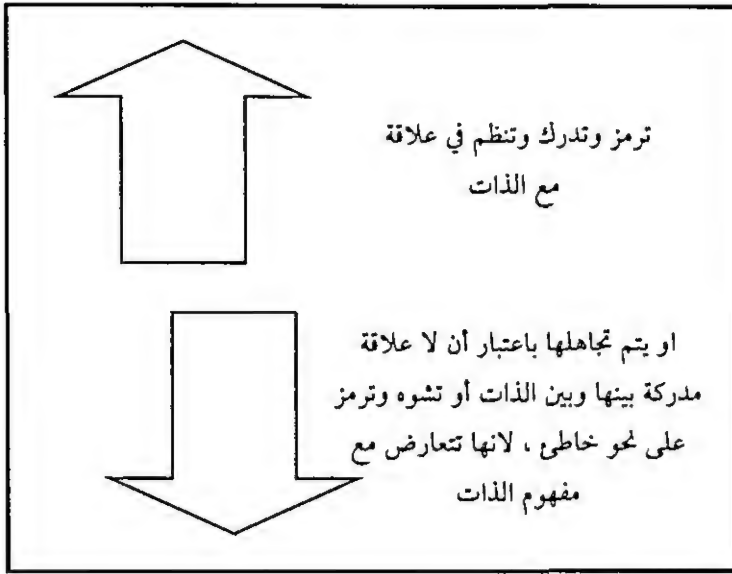 ترمز وتدرك وتنظم في علاقة
مع الذات
او يتم تجاهلها باعتبار أن لا علاقة
مدركة بينها وبين الذات أو تشوه وترمز
على نحو خاطئ ، لانها تتعارض مع
مفهوم الذات